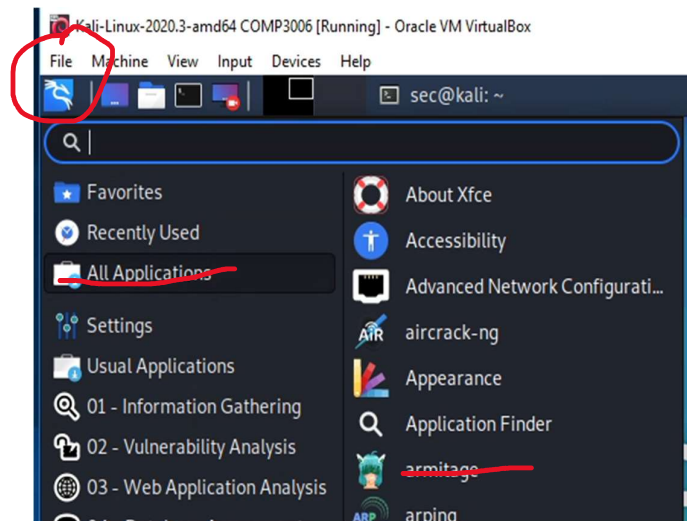 Kali-Linux-2020.3-amd64 COMP3006 [Running] - Oracle VM VirtualBox
File Machine View Input Devices Help
sec@kali: ~
Favorites
Recently Used
All Applications
Settings
Usual Applications
01 - Information Gathering
02 - Vulnerability Analysis
03 - Web Application Analysis
About Xfce
Accessibility
Advanced Network Configurati...
AiR
aircrack-ng
Appearance
Application Finder
armitage
ARP
arping